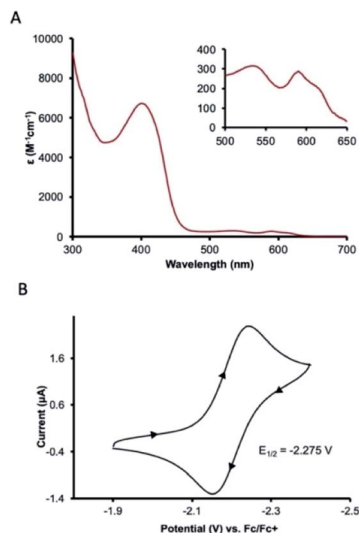 A
10000
8000
6000
4000
2000
0
ε (M⁻¹cm⁻¹)
300 400 500 600 700
Wavelength (nm)
400
300
200
100
0
500 550 600 650
B
1.6
0.6
-0.4
-1.4
Current (μA)
E1/2 = -2.275 V
-1.9 -2.1 -2.3 -2.5
Potential (V) vs. Fc/Fc+